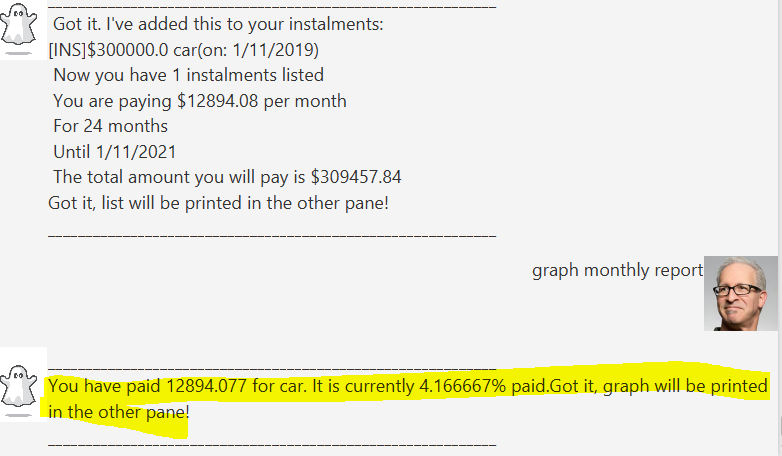 ____________________________________________________________
Got it. I've added this to your instalments:
[INS]$300000.0 car(on: 1/11/2019)
Now you have 1 instalments listed
You are paying $12894.08 per month
For 24 months
Until 1/11/2021
The total amount you will pay is $309457.84
Got it, list will be printed in the other pane!
____________________________________________________________
graph monthly report
____________________________________________________________
You have paid 12894.077 for car. It is currently 4.166667% paid.Got it, graph will be printed
in the other pane!
____________________________________________________________